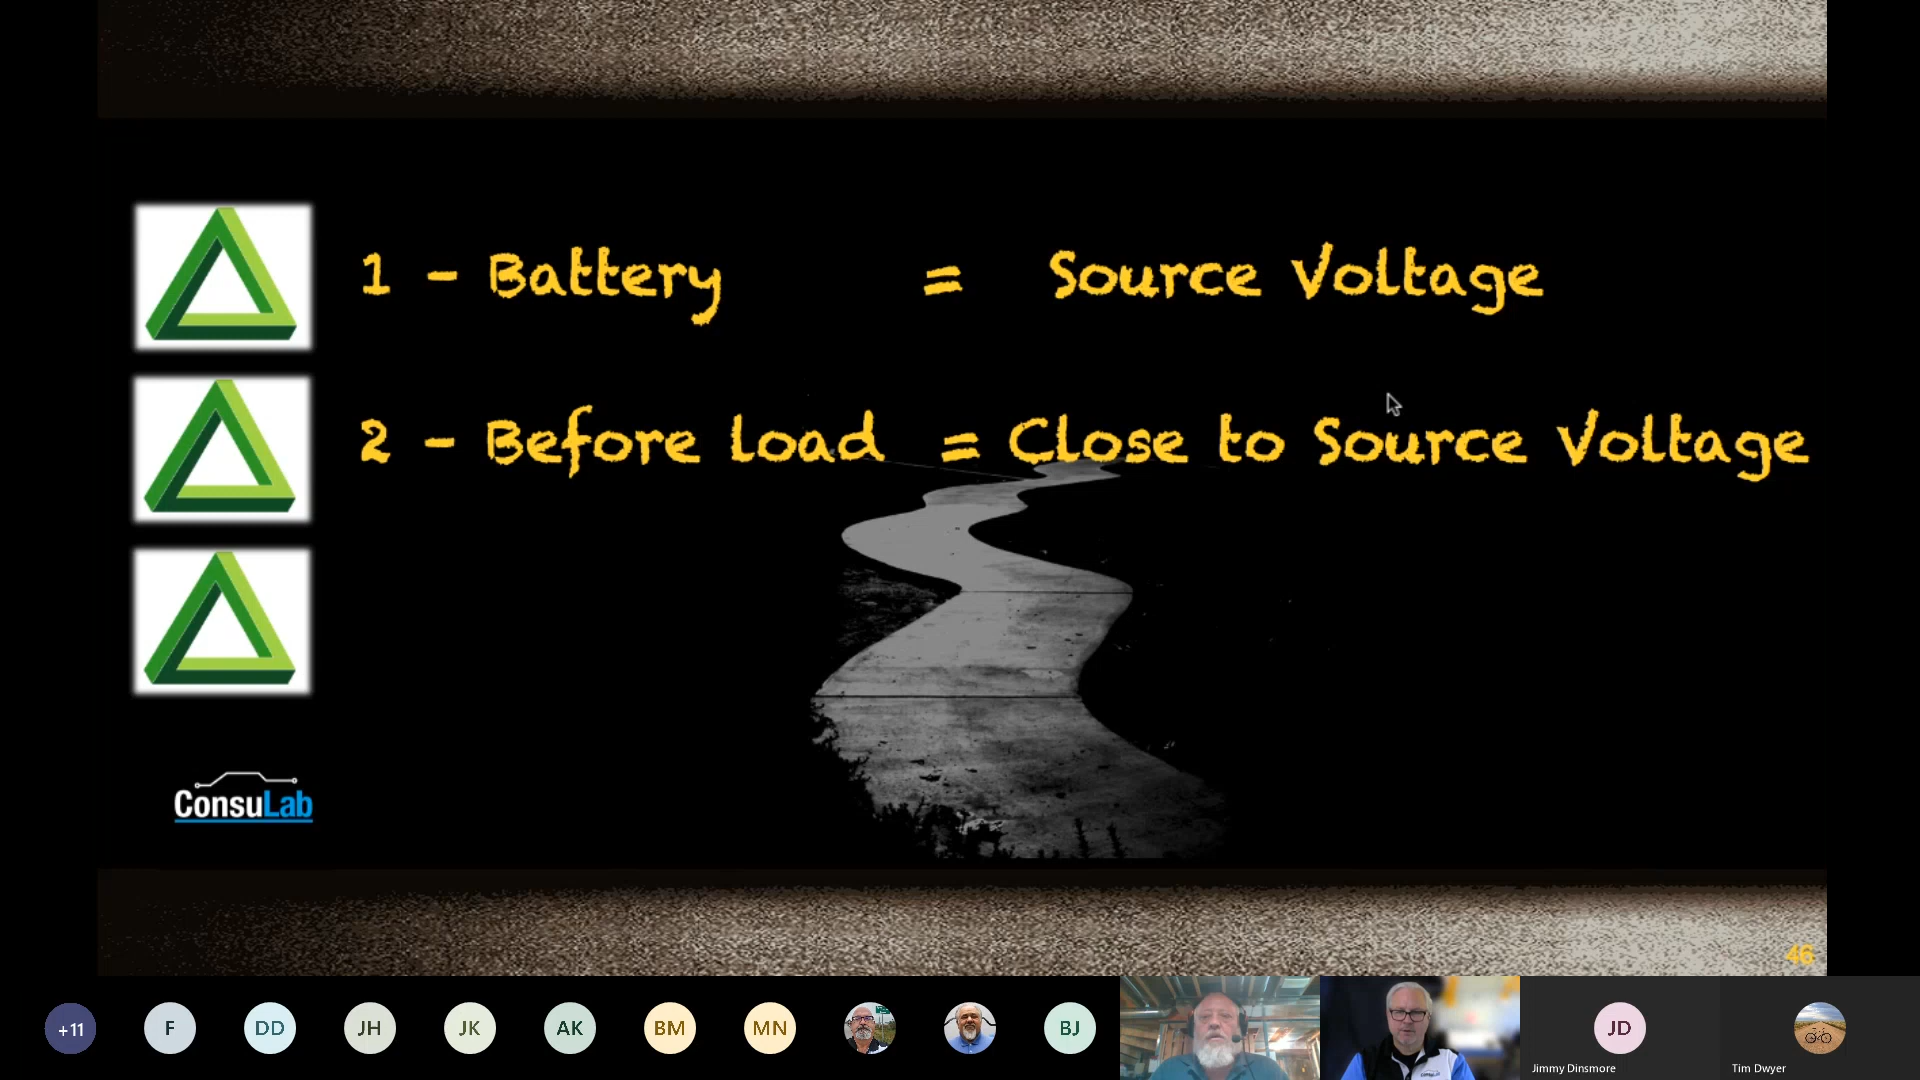 1 - Battery = Source Voltage
2 - Before load = Close to Source Voltage
ConsuLab
46
+11
F
DD
JH
JK
AK
BM
MN
BJ
JD
Jimmy Dinsmore
Tim Dwyer